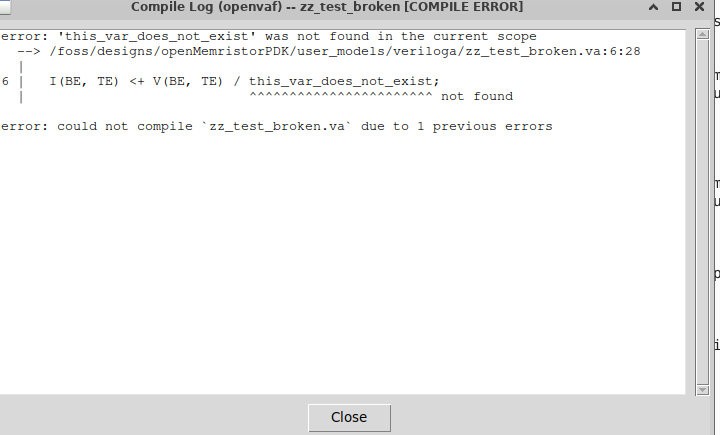 Compile Log (openvaf) -- zz_test_broken [COMPILE ERROR]
error: 'this_var_does_not_exist' was not found in the current scope
--> /foss/designs/openMemristorPDK/user_models/veriloga/zz_test_broken.va:6:28
|
6 |   I(BE, TE) <+ V(BE, TE) / this_var_does_not_exist;
|                            ^^^^^^^^^^^^^^^^^^^^^^^ not found
error: could not compile `zz_test_broken.va` due to 1 previous errors
Close